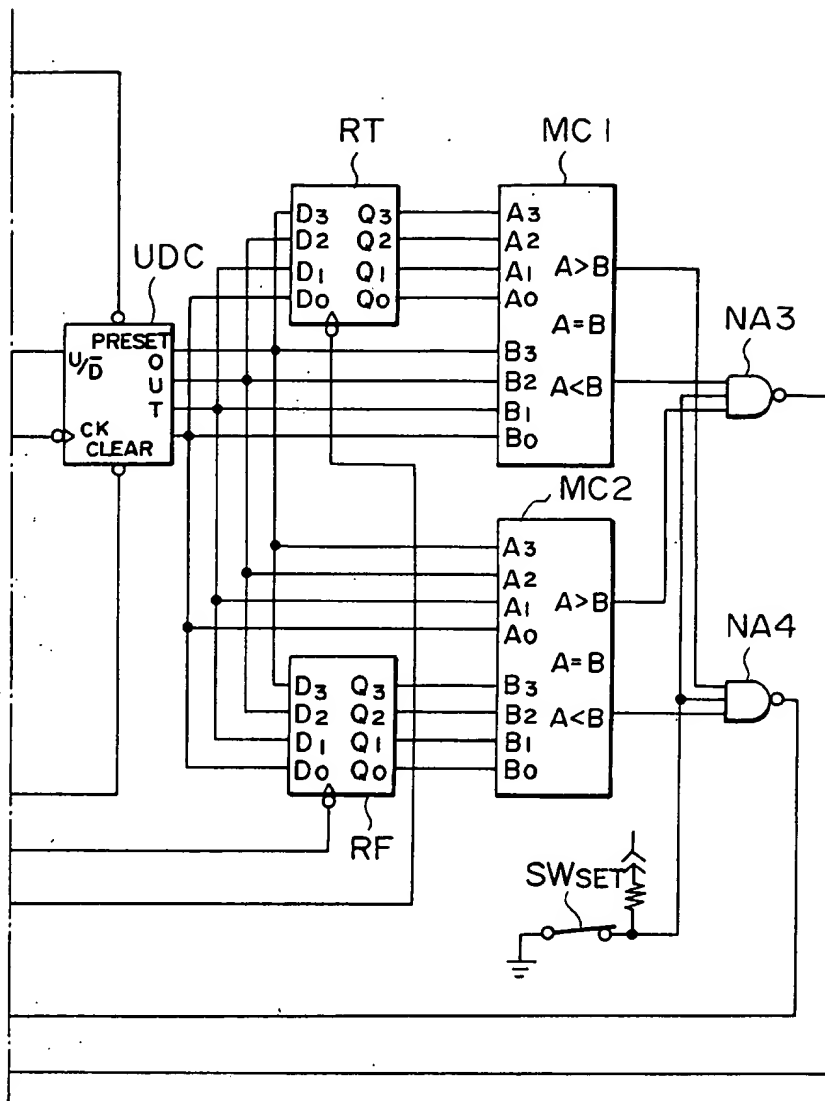 RT
MC1
D3 Q3
D2 Q2
D1 Q1
D0 Q0
A3
A2
A1
A0
A>B
A=B
A<B
B3
B2
B1
B0
UDC
PRESET
U/D̅
OUT
CK
CLEAR
NA3
MC2
A3
A2
A1
A0
A>B
A=B
A<B
B3
B2
B1
B0
NA4
D3 Q3
D2 Q2
D1 Q1
D0 Q0
RF
SWSET